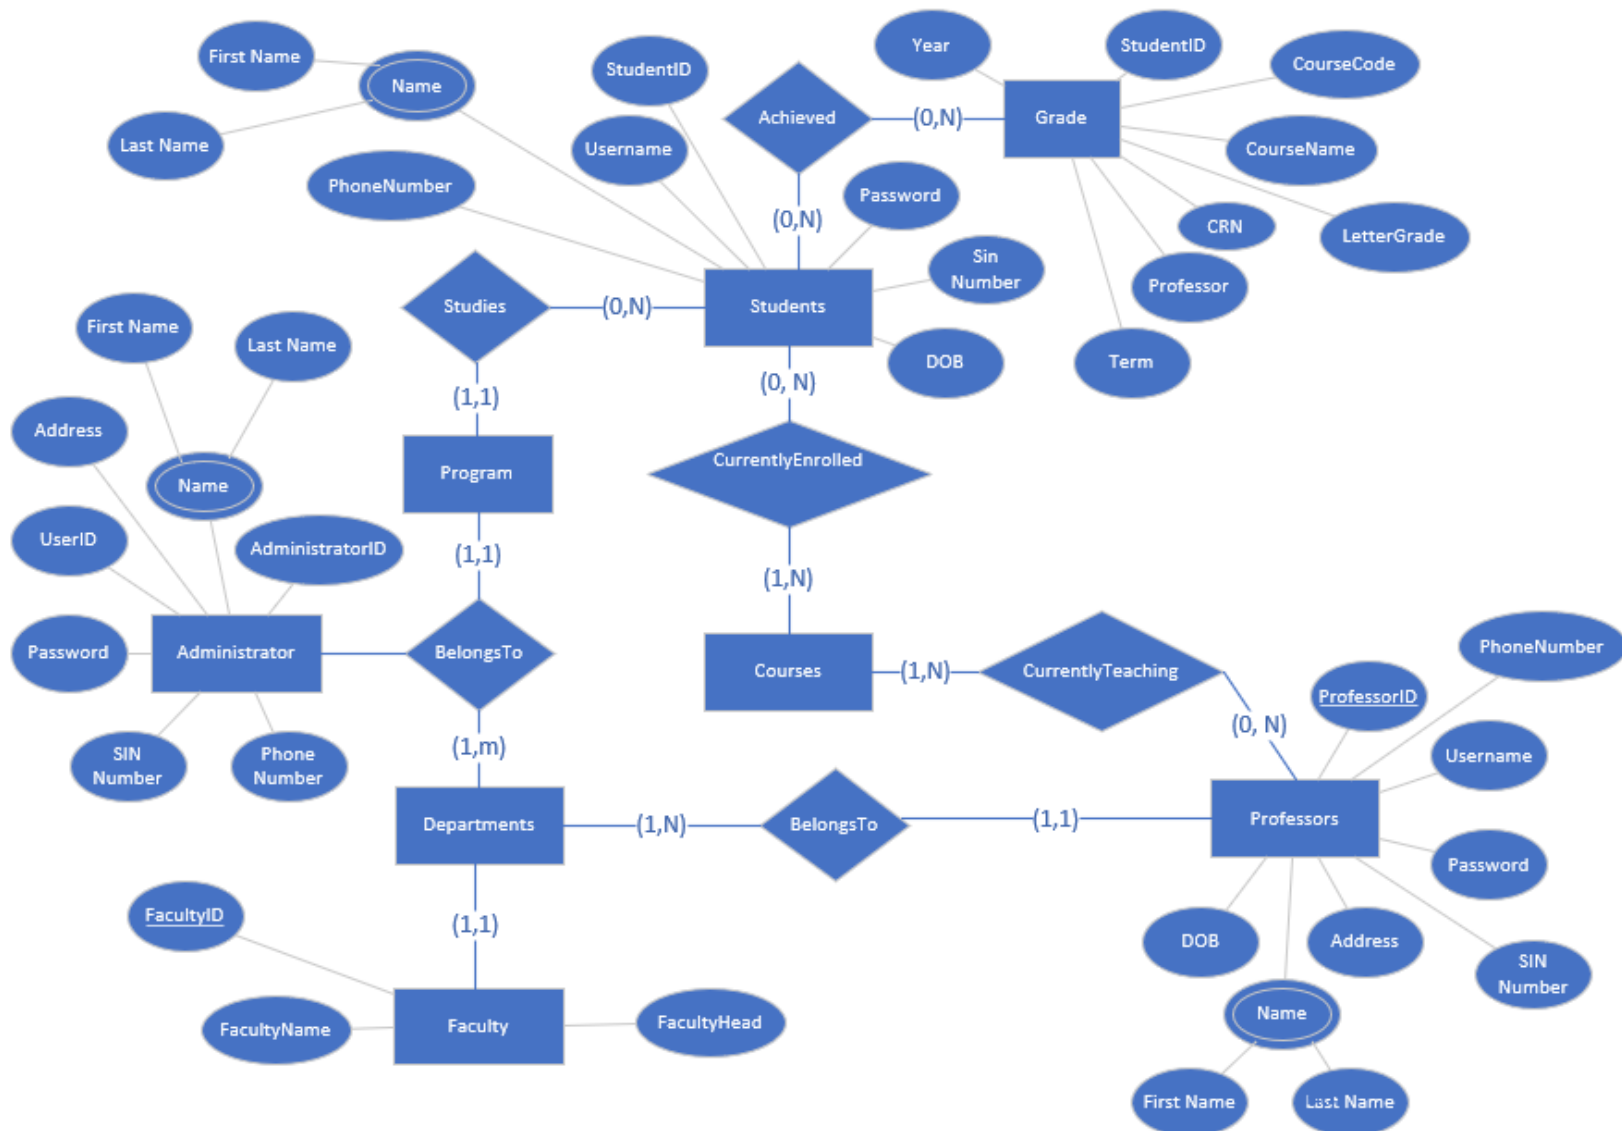 Year
StudentID
First Name
CourseCode
StudentID
Name
Achieved
(0,N)
Grade
Last Name
Username
CourseName
PhoneNumber
Password
(0,N)
CRN
LetterGrade
Sin
Number
Professor
Studies
(0,N)
Students
First Name
Last Name
DOB
Term
(0, N)
(1,1)
Address
CurrentlyEnrolled
Program
Name
UserID
AdministratorID
(1,1)
(1,N)
Password
Administrator
BelongsTo
PhoneNumber
Courses
(1,N)
CurrentlyTeaching
ProfessorID
(0, N)
(1,m)
SIN
Number
Phone
Number
Username
Departments
(1,N)
BelongsTo
(1,1)
Professors
Password
FacultyID
(1,1)
DOB
Address
SIN
Number
Name
FacultyName
Faculty
FacultyHead
First Name
Last Name